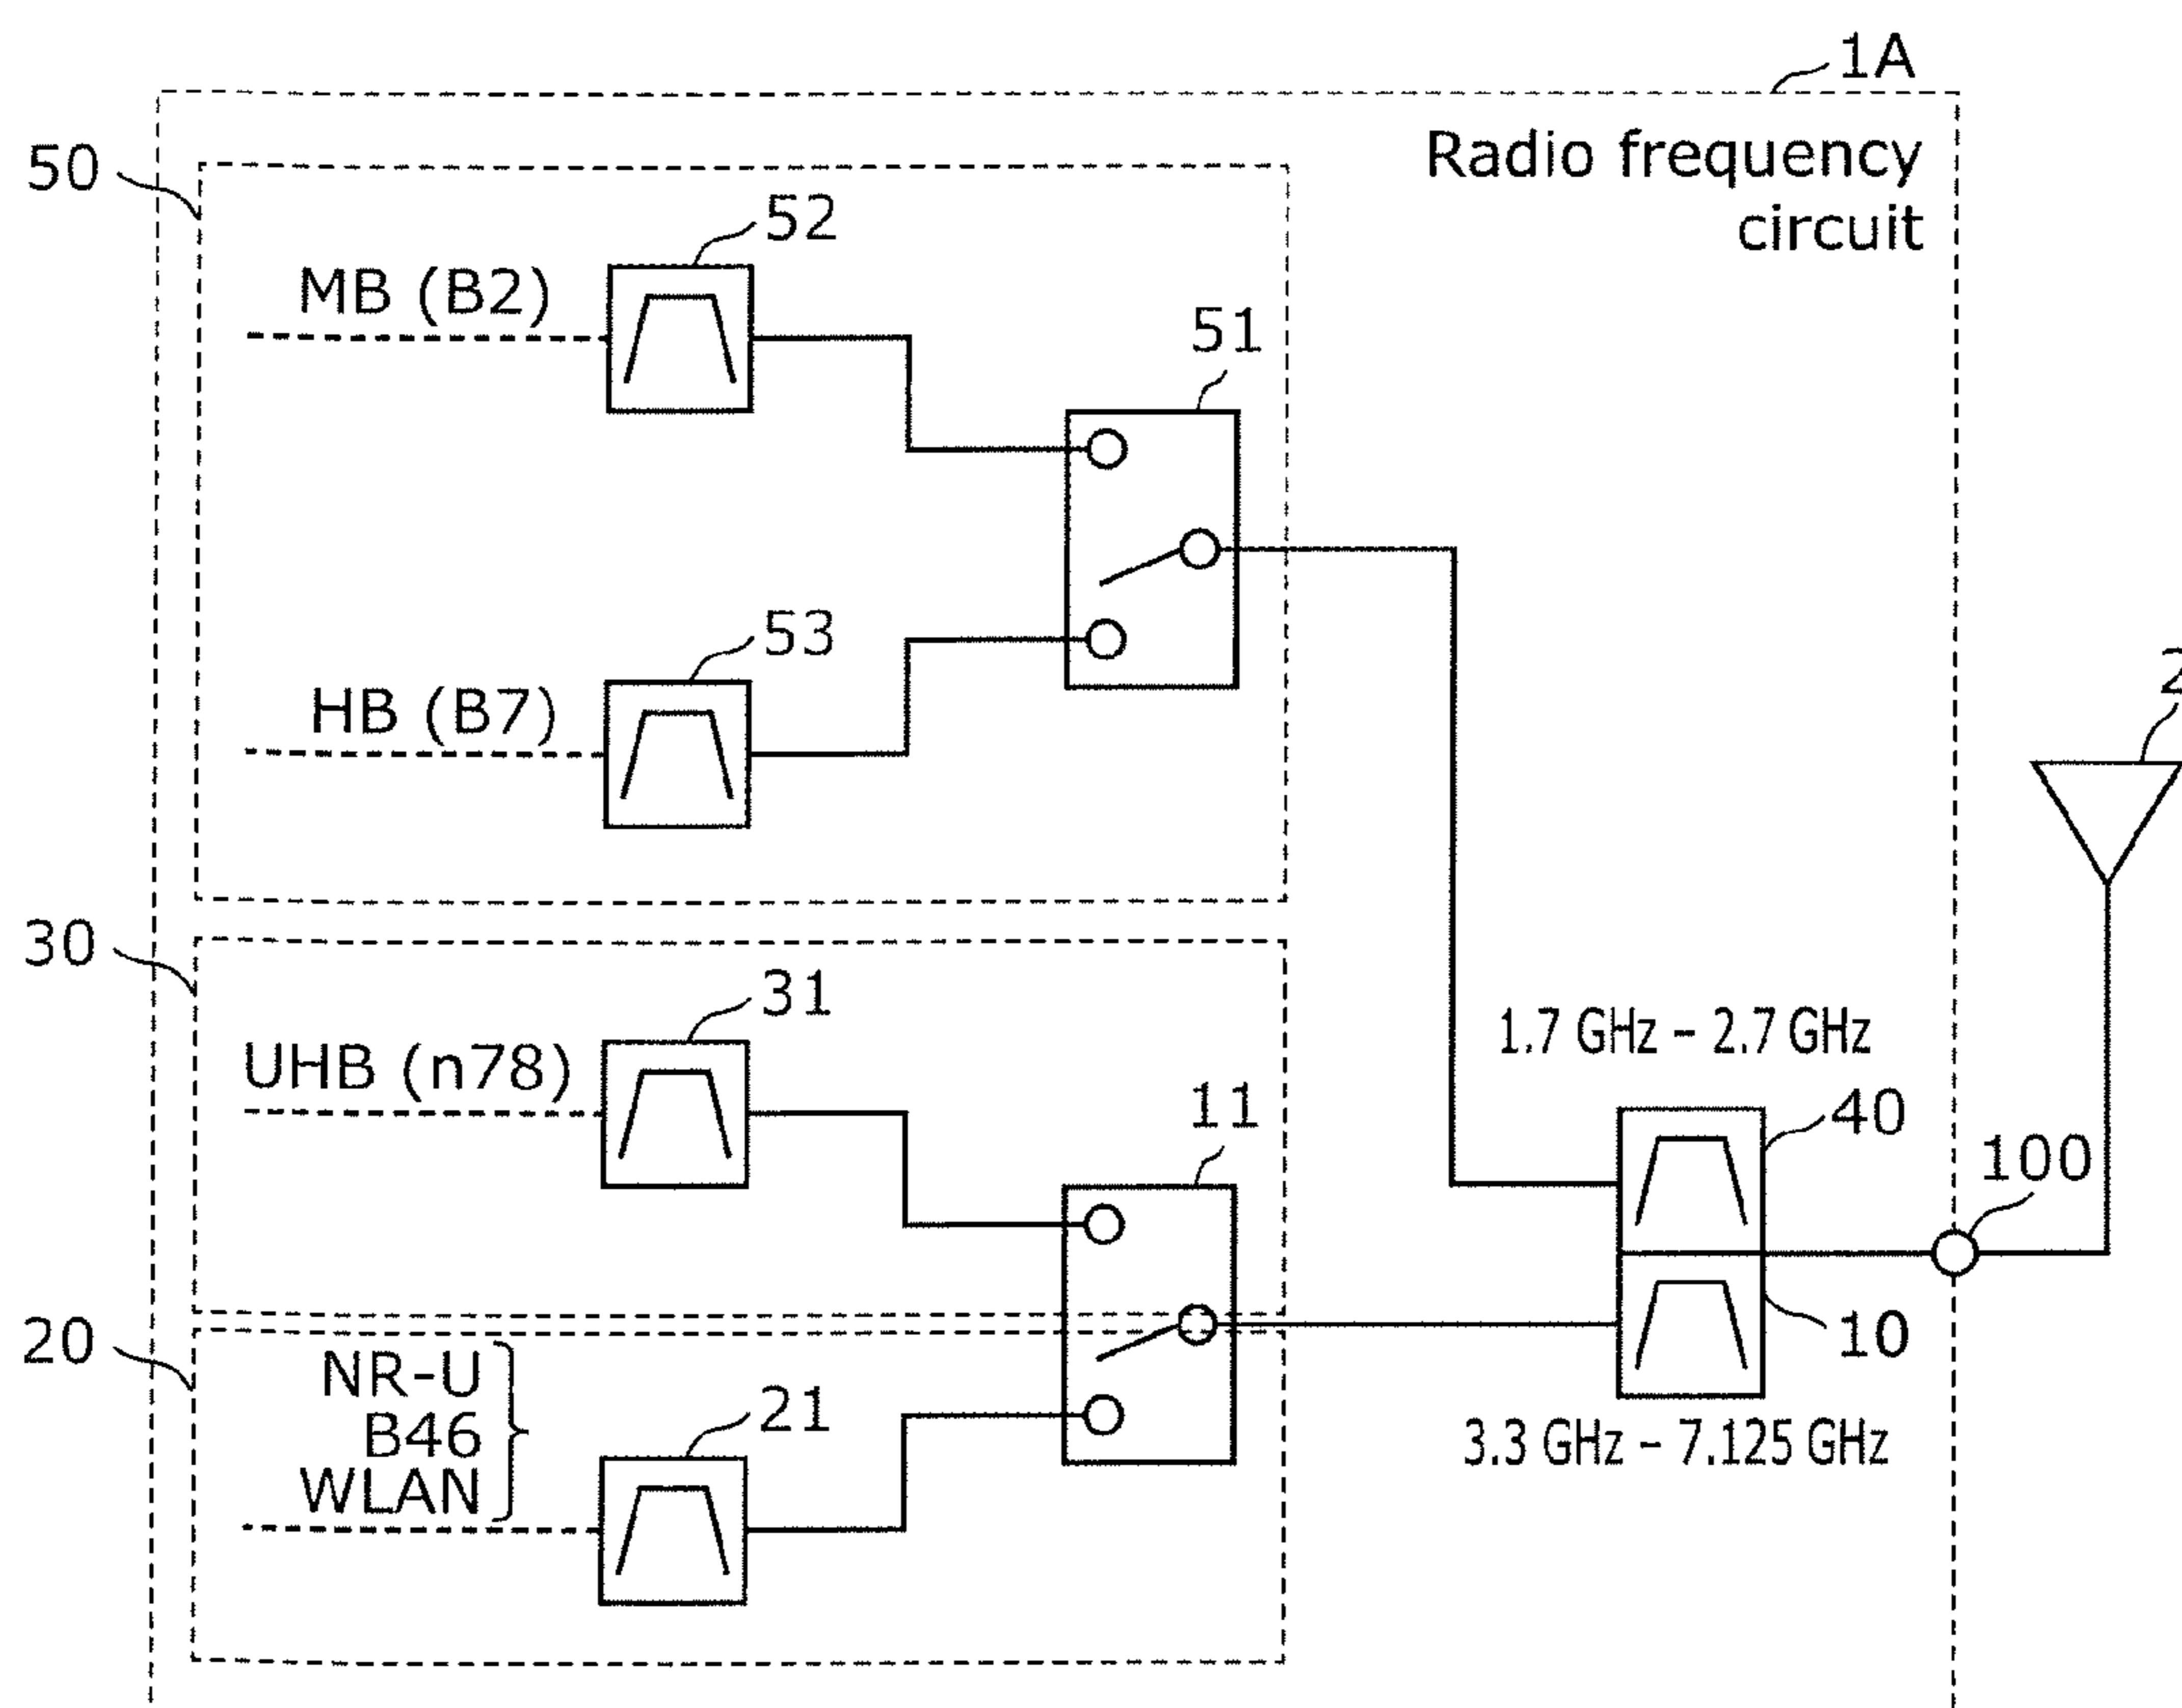 1A
Radio frequency
circuit
50
52
MB (B2)
51
53
HB (B7)
2
30
31
UHB (n78)
11
1.7 GHz – 2.7 GHz
40
100
20
NR-U
B46
WLAN
21
10
3.3 GHz – 7.125 GHz